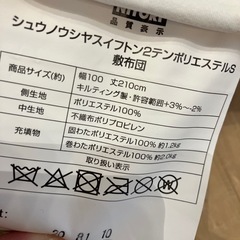 NITORI
品質表示
シュウノウシヤスイフトン2テンポリエステルS
敷布団
商品サイズ(約) 幅100 丈210cm
キルティング製・許容範囲+3%~-2%
側生地 ポリエステル100%
中生地 不織布ポリプロピレン
充填物 固わたポリエステル100% 約1.2kg
巻わたポリエステル100% 約2.0kg
取り扱い表示